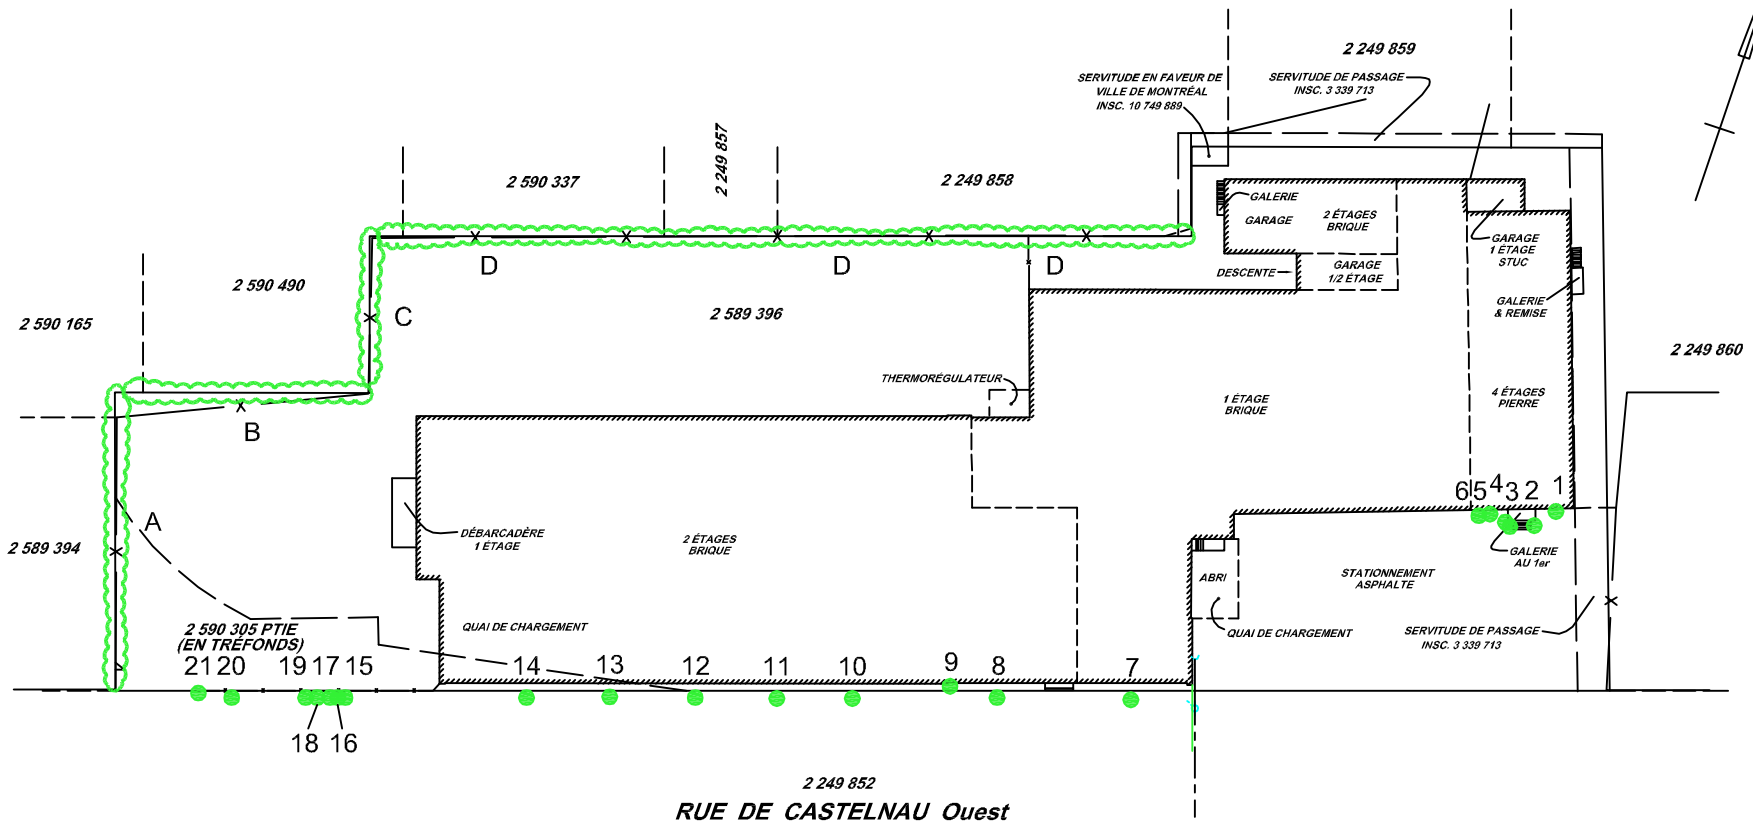 2 249 859
SERVITUDE EN FAVEUR DE
VILLE DE MONTRÉAL
INSC. 10 749 889
SERVITUDE DE PASSAGE
INSC. 3 339 713
2 590 337
2 249 857
2 249 858
GALERIE
GARAGE
2 ÉTAGES
BRIQUE
GARAGE
1 ÉTAGE
STUC
D
D
D
DESCENTE
GARAGE
1/2 ÉTAGE
2 590 490
2 590 165
C
2 589 396
GALERIE
& REMISE
2 249 860
THERMORÉGULATEUR
1 ÉTAGE
BRIQUE
4 ÉTAGES
PIERRE
B
A
6
5
4
3
2
1
DÉBARCADÈRE
1 ÉTAGE
2 ÉTAGES
BRIQUE
2 589 394
GALERIE
AU 1er
ABRI
STATIONNEMENT
ASPHALTE
2 590 305 PTIE
(EN TRÉFONDS)
QUAI DE CHARGEMENT
QUAI DE CHARGEMENT
SERVITUDE DE PASSAGE
INSC. 3 339 713
21
20
19
17
15
14
13
12
11
10
9
8
7
18
16
2 249 852
RUE DE CASTELNAU Ouest